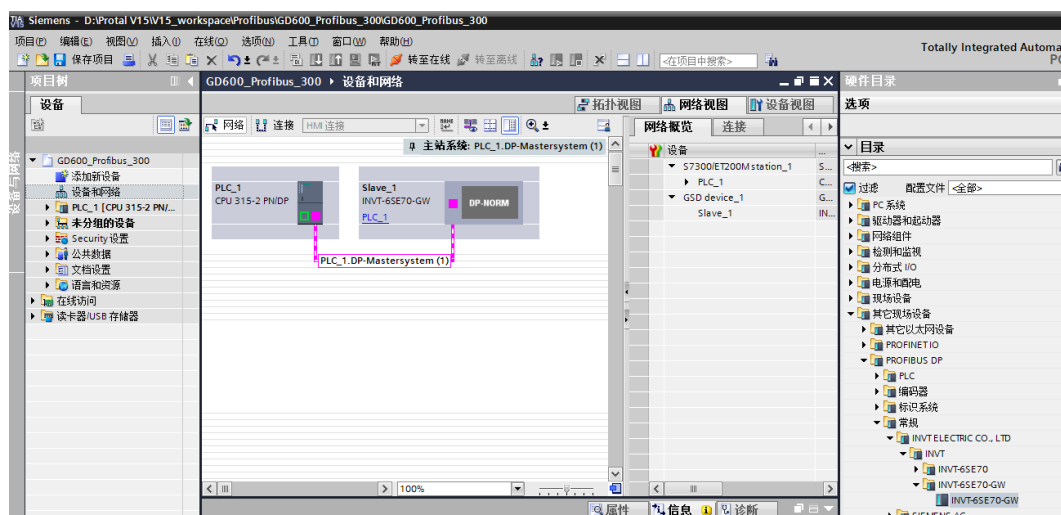 Siemens - D:\Protal V15\V15_workspace\Profibus\GD600_Profibus_300\GD600_Profibus_300
项目(P) 编辑(E) 视图(V) 插入(I) 在线(O) 选项(N) 工具(T) 窗口(W) 帮助(H)
Totally Integrated Automa
保存项目 转至在线 转至离线 <在项目中搜索>
项目树
GD600_Profibus_300 ▸ 设备和网络
硬件目录
设备
拓扑视图 网络视图 设备视图
选项
网络 连接 HMI 连接
网络概览 连接
主站系统: PLC_1.DP-Mastersystem (1)
设备 ...
目录
<搜索>
过滤 配置文件 <全部>
设备与网络
GD600_Profibus_300
添加新设备
设备和网络
PLC_1 [CPU 315-2 PN/...
未分组的设备
Security 设置
公共数据
文档设置
语言和资源
在线访问
读卡器/USB 存储器
PLC_1
CPU 315-2 PN/DP
Slave_1
INVT-6SE70-GW
PLC_1
DP-NORM
PLC_1.DP-Mastersystem (1)
S7300/ET200M station_1 S...
PLC_1 C...
GSD device_1 G...
Slave_1 IN...
PC 系统
驱动器和起动器
网络组件
检测和监视
分布式 I/O
电源和配电
现场设备
其它现场设备
其它以太网设备
PROFINET IO
PROFIBUS DP
PLC
编码器
标识系统
常规
INVT ELECTRIC CO., LTD
INVT
INVT-6SE70
INVT-6SE70-GW
INVT-6SE70-GW
SIEMENS AG
100%
属性 信息 诊断